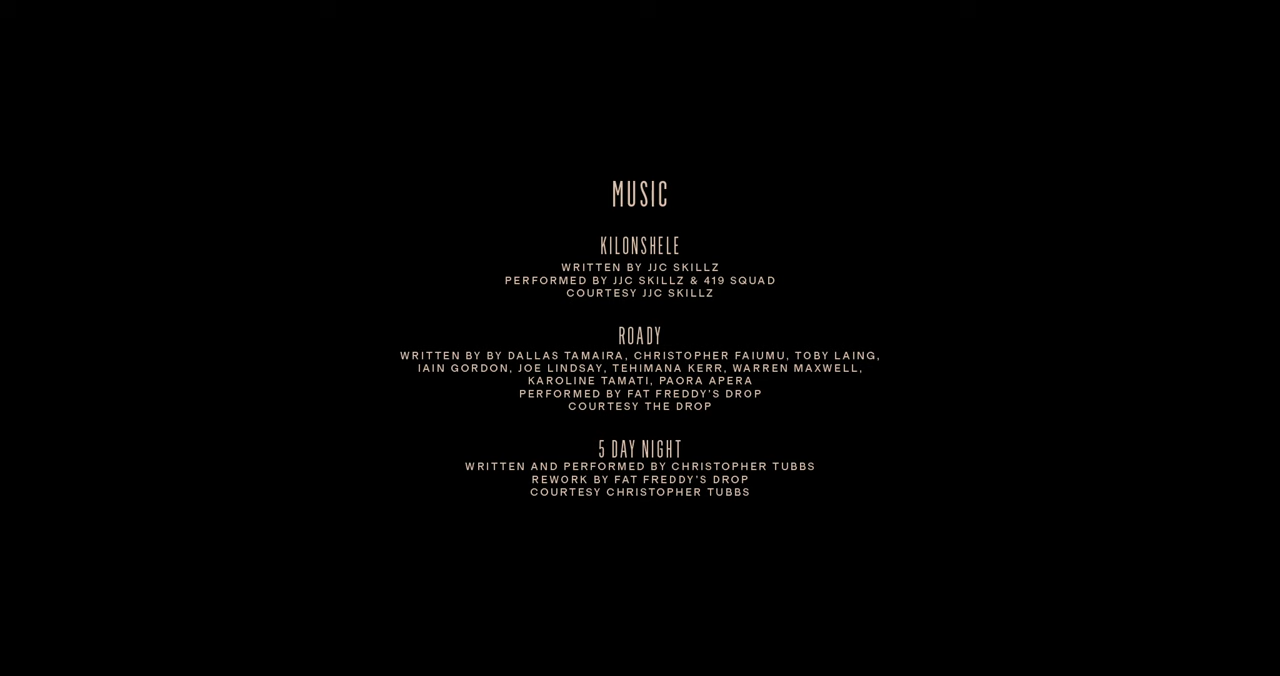 MUSIC
KILONSHELE
WRITTEN BY JJC SKILLZ
PERFORMED BY JJC SKILLZ & 419 SQUAD
COURTESY JJC SKILLZ
ROADY
WRITTEN BY BY DALLAS TAMAIRA, CHRISTOPHER FAIUMU, TOBY LAING,
IAIN GORDON, JOE LINDSAY, TEHIMANA KERR, WARREN MAXWELL,
KAROLINE TAMATI, PAORA APERA
PERFORMED BY FAT FREDDY'S DROP
COURTESY THE DROP
5 DAY NIGHT
WRITTEN AND PERFORMED BY CHRISTOPHER TUBBS
REWORK BY FAT FREDDY'S DROP
COURTESY CHRISTOPHER TUBBS